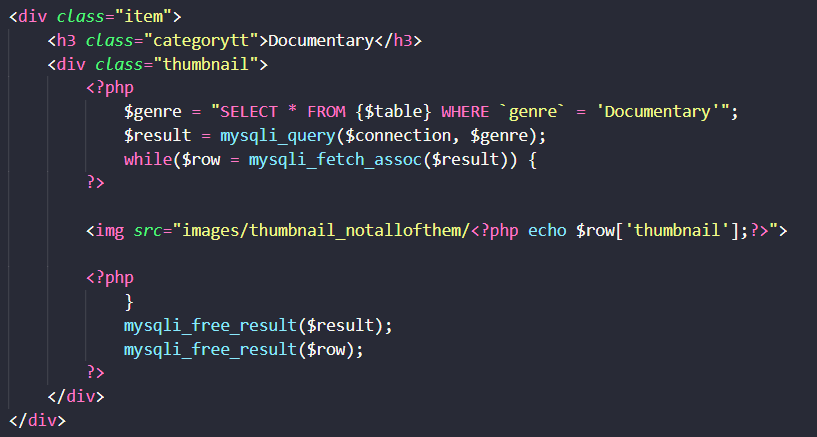 <div class="item">
<h3 class="categorytt">Documentary</h3>
<div class="thumbnail">
<?php
$genre = "SELECT * FROM {$table} WHERE `genre` = 'Documentary'";
$result = mysqli_query($connection, $genre);
while($row = mysqli_fetch_assoc($result)) {
?>
<img src="images/thumbnail_notallofthem/<?php echo $row['thumbnail'];?>">
<?php
}
mysqli_free_result($result);
mysqli_free_result($row);
?>
</div>
</div>